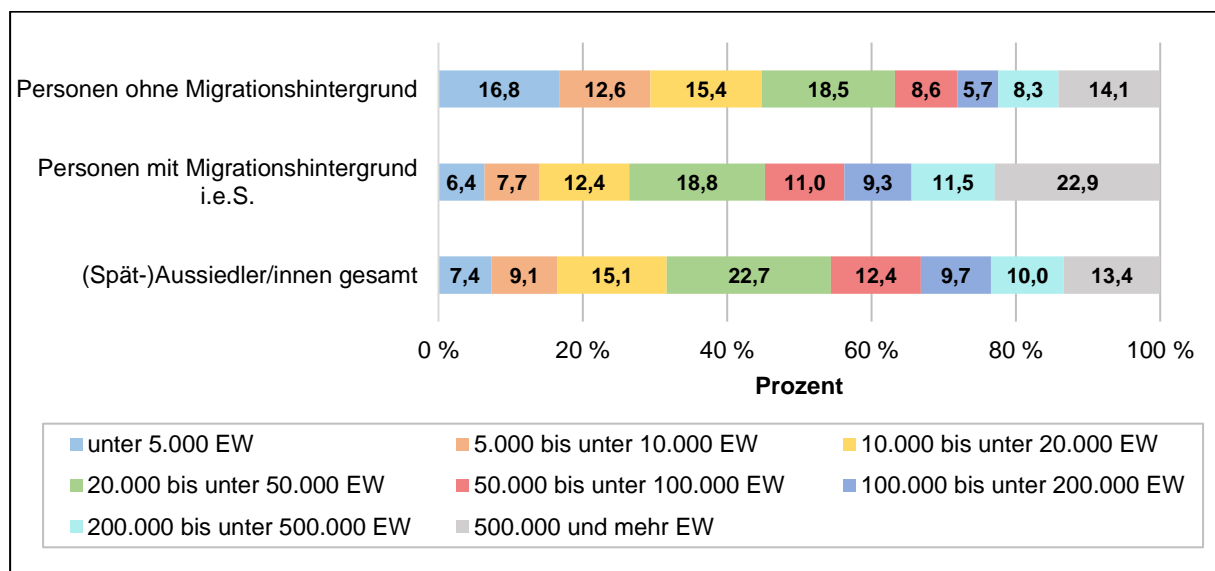 Personen ohne Migrationshintergrund
16,8 12,6 15,4 18,5 8,6 5,7 8,3 14,1
Personen mit Migrationshintergrund
i.e.S.
6,4 7,7 12,4 18,8 11,0 9,3 11,5 22,9
(Spät-)Aussiedler/innen gesamt
7,4 9,1 15,1 22,7 12,4 9,7 10,0 13,4
0 % 20 % 40 % 60 % 80 % 100 %
Prozent
unter 5.000 EW 5.000 bis unter 10.000 EW 10.000 bis unter 20.000 EW
20.000 bis unter 50.000 EW 50.000 bis unter 100.000 EW 100.000 bis unter 200.000 EW
200.000 bis unter 500.000 EW 500.000 und mehr EW